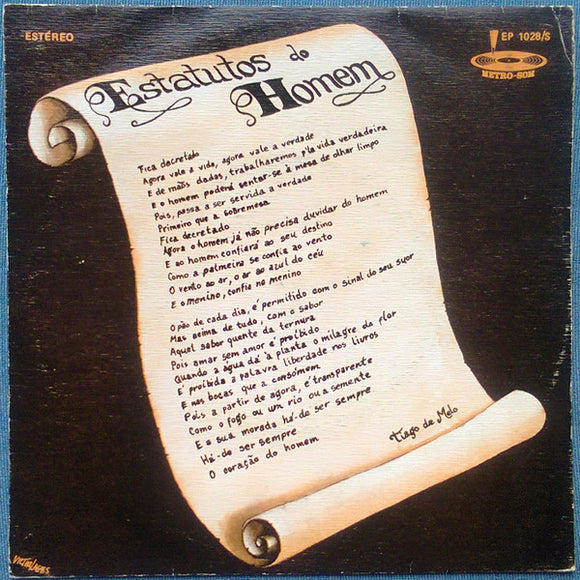 ESTÉREO
EP 1028/S
METRO-SOM
Estatutos do
Homem
Fica decretado
Agora vale a vida, agora vale a verdade
E de mãos dadas, trabalharemos p'la vida verdadeira
E o homem poderá sentar-se à mesa de olhar limpo
Pois, passa a ser servida a verdade
Primeiro que a sobremesa
Fica decretado
Agora o homem já não precisa duvidar do homem
E ao homem confiará ao seu destino
Como a palmeira se confia ao vento
O vento ao ar, o ar ao azul do céu
E o menino, confia no menino
O pão de cada dia, é permitido com o sinal do seu suor
Mas acima de tudo, com o sabor
Aquel sabor quente da ternura
Pois amar sem amor é proibido
Quando a água dá à planta o milagre da flor
É proibida a palavra liberdade nos livros
E nas bocas que a consomem
Pois a partir de agora, é transparente
Como o fogo ou um rio ou a semente
E a sua morada há-de ser sempre
Há-de ser sempre
O coração do homem
Tiago de Melo